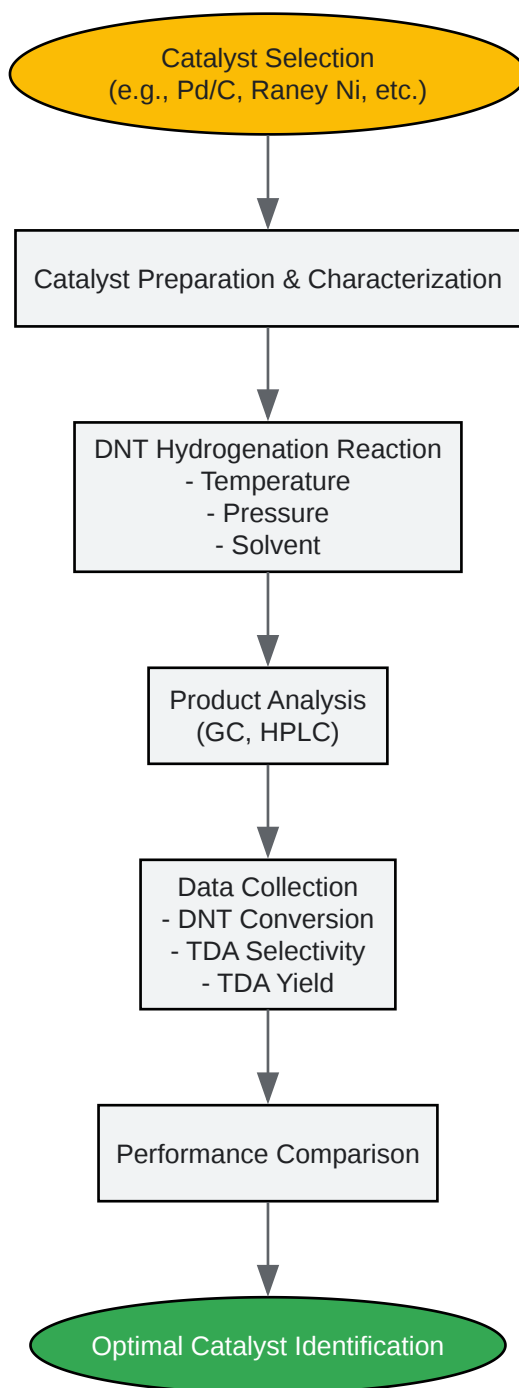 Catalyst Selection
(e.g., Pd/C, Raney Ni, etc.)
Catalyst Preparation & Characterization
DNT Hydrogenation Reaction
- Temperature
- Pressure
- Solvent
Product Analysis
(GC, HPLC)
Data Collection
- DNT Conversion
- TDA Selectivity
- TDA Yield
Performance Comparison
Optimal Catalyst Identification